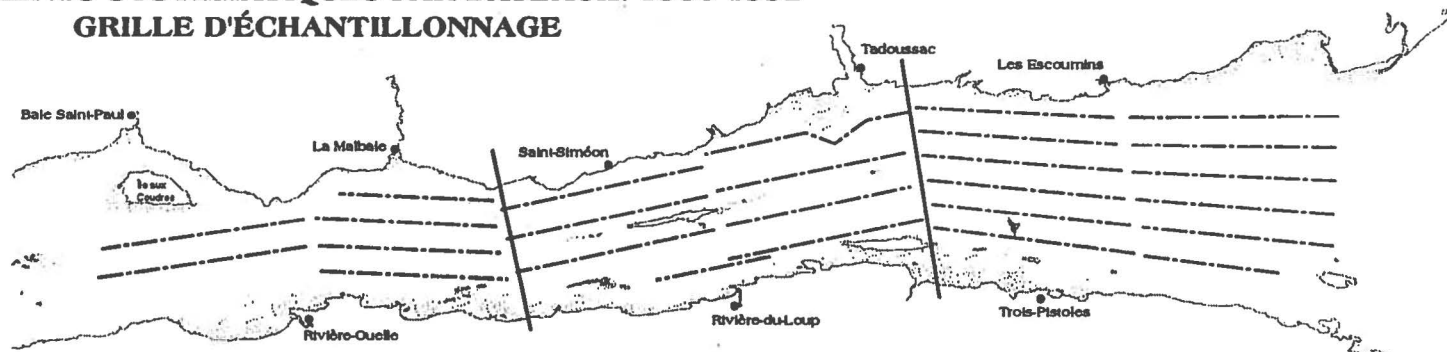 GRILLE D'ÉCHANTILLONNAGE
Tadoussac
Les Escoumins
Baie Saint-Paul
La Malbaie
Saint-Siméon
Île aux
Coudres
Rivière-Ouelle
Rivière-du-Loup
Trois-Pistoles